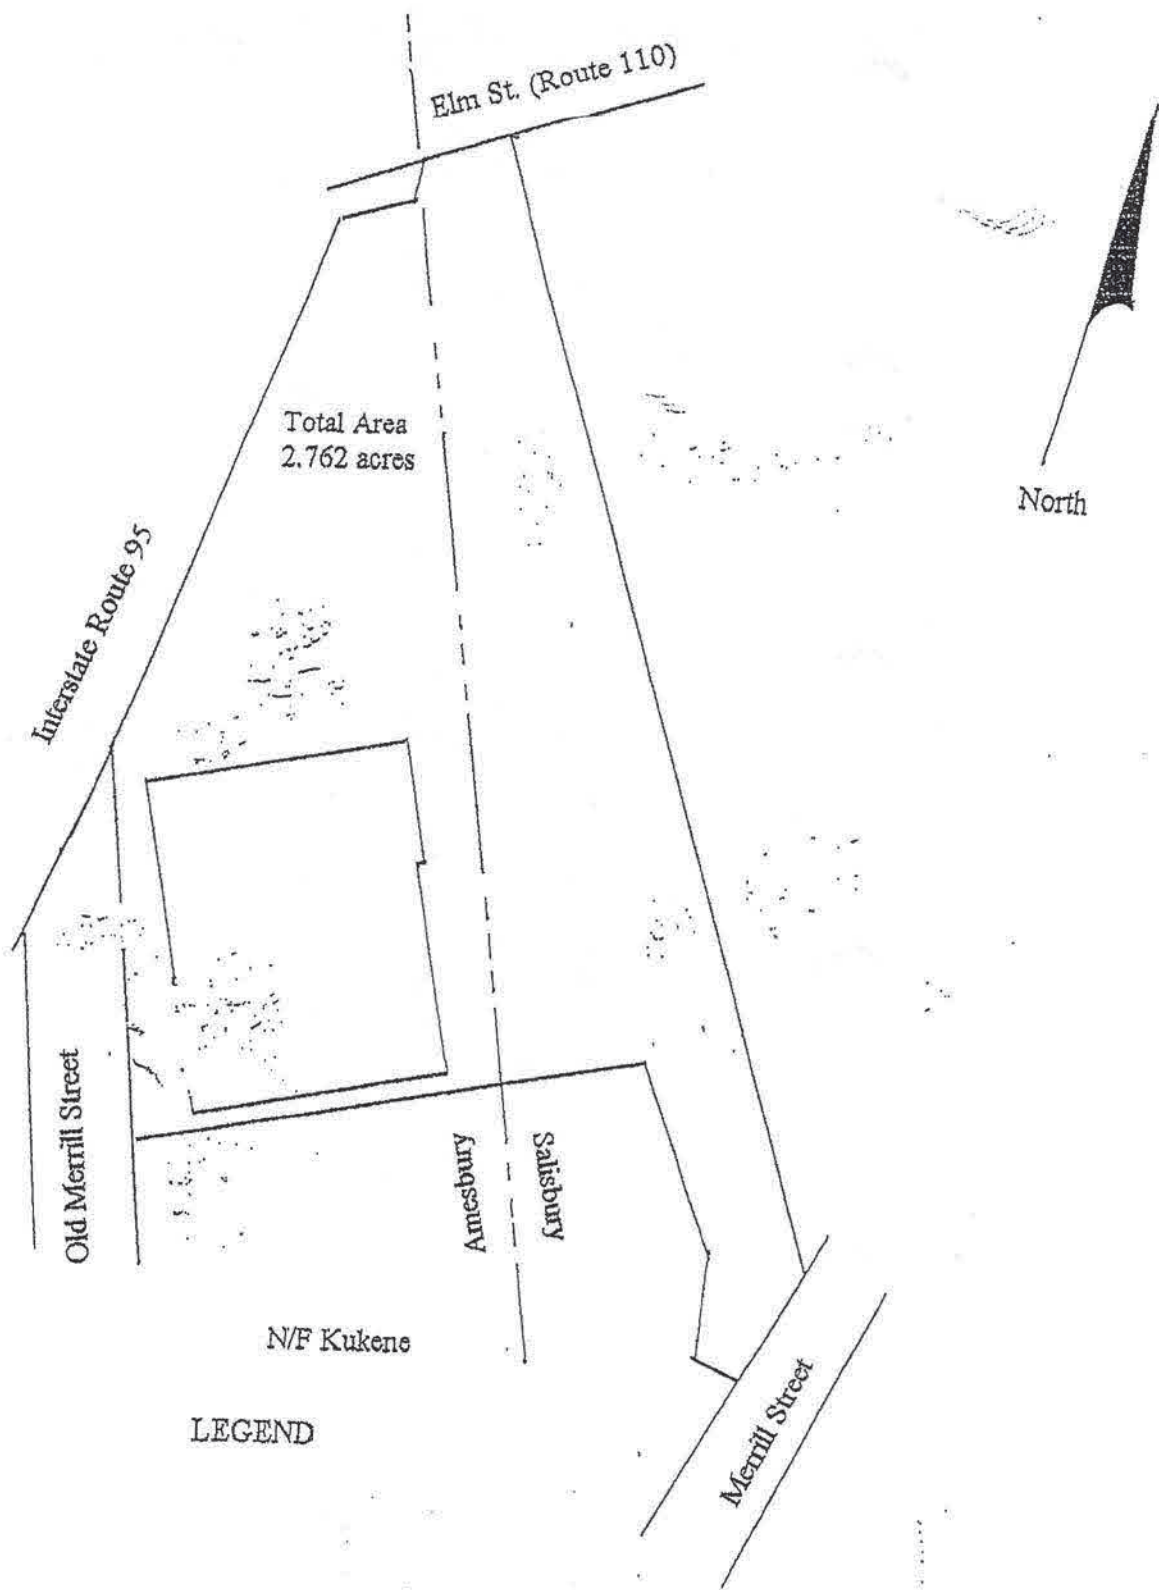 Elm St. (Route 110)
Total Area
2.762 acres
North
Interstate Route 95
Old Merrill Street
Amesbury
Salisbury
N/F Kukene
LEGEND
Merrill Street